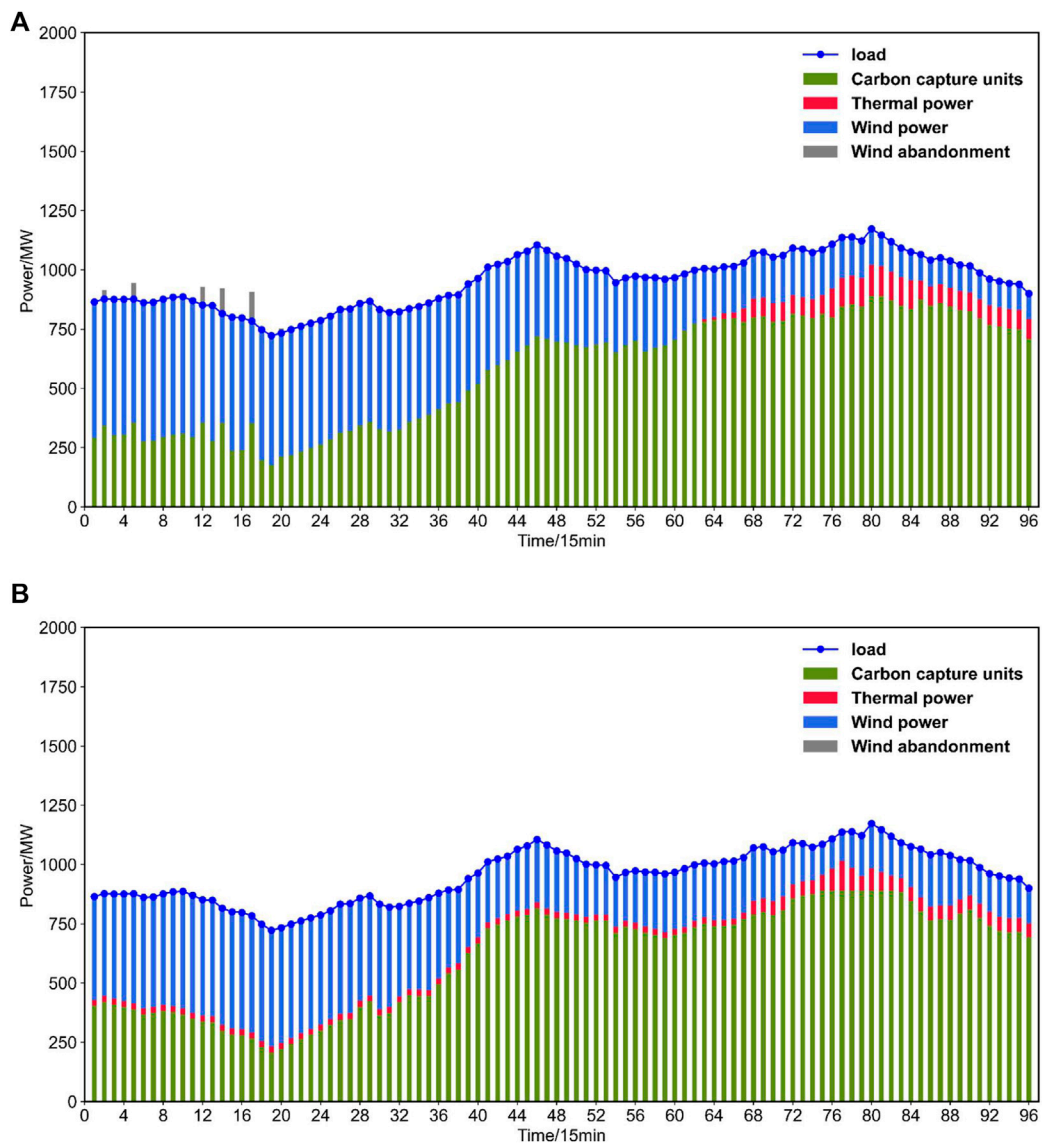 A
2000
1750
1500
1250
1000
750
500
250
0
Power/MW
load
Carbon capture units
Thermal power
Wind power
Wind abandonment
0 4 8 12 16 20 24 28 32 36 40 44 48 52 56 60 64 68 72 76 80 84 88 92 96
Time/15min
B
2000
1750
1500
1250
1000
750
500
250
0
Power/MW
load
Carbon capture units
Thermal power
Wind power
Wind abandonment
0 4 8 12 16 20 24 28 32 36 40 44 48 52 56 60 64 68 72 76 80 84 88 92 96
Time/15min